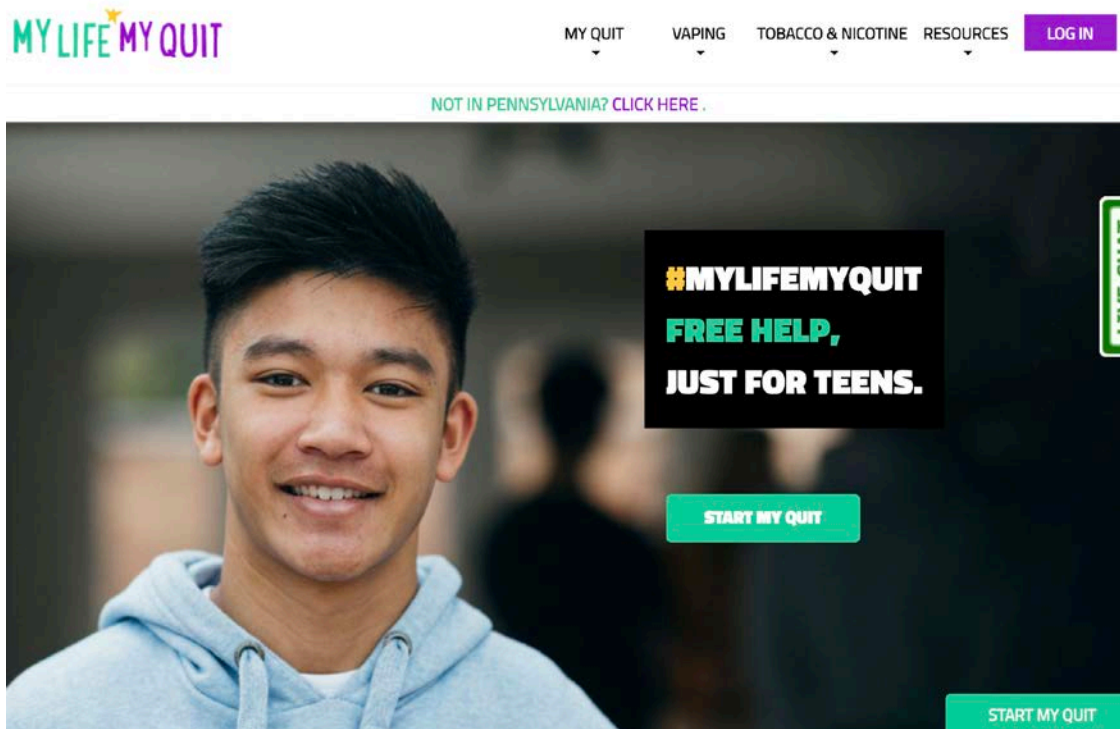 MY LIFE MY QUIT
MY QUIT VAPING TOBACCO & NICOTINE RESOURCES LOG IN
NOT IN PENNSYLVANIA? CLICK HERE .
#MYLIFEMYQUIT
FREE HELP,
JUST FOR TEENS.
START MY QUIT
START MY QUIT